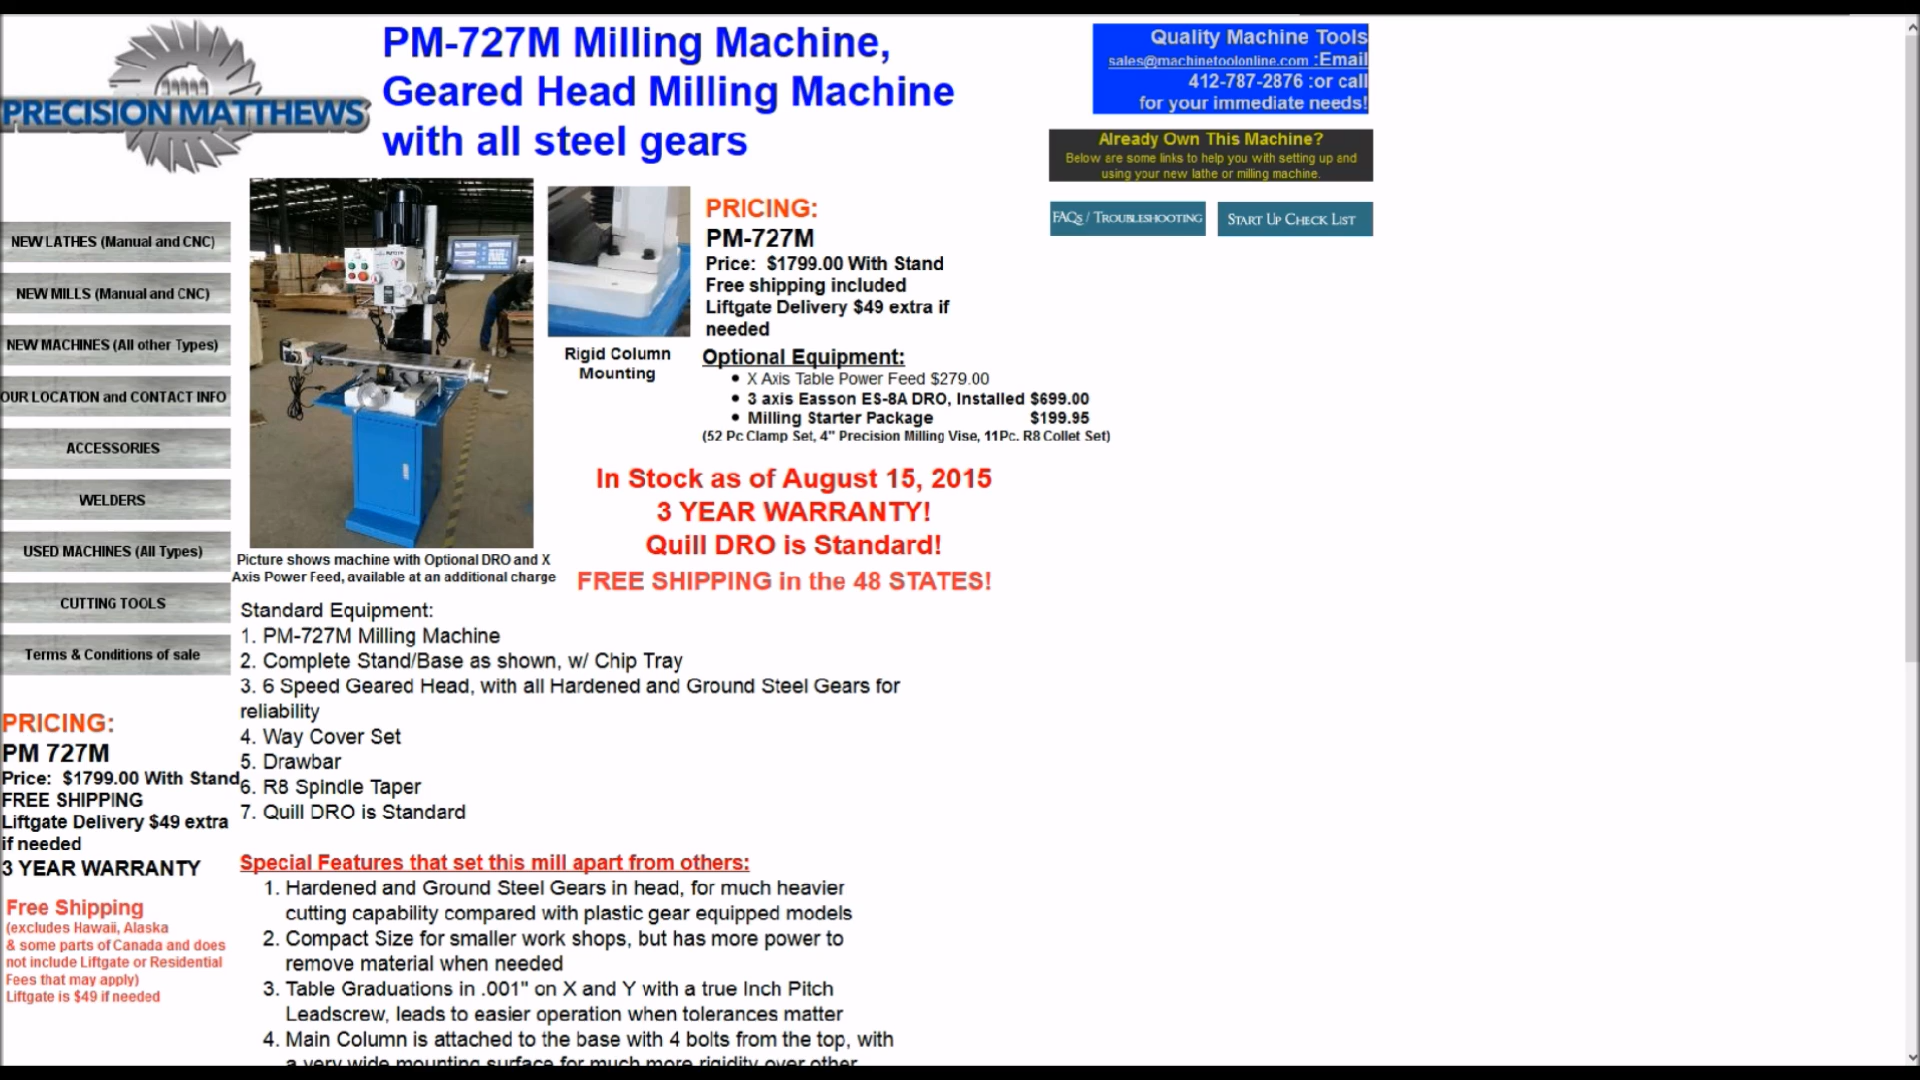 PRECISION MATTHEWS
PM-727M Milling Machine,
Geared Head Milling Machine
with all steel gears
Quality Machine Tools
sales@machinetoolonline.com :Email
412-787-2876 :or call
for your immediate needs!
Already Own This Machine?
Below are some links to help you with setting up and
using your new lathe or milling machine.
FAQs / TROUBLESHOOTING
START UP CHECK LIST
NEW LATHES (Manual and CNC)
NEW MILLS (Manual and CNC)
NEW MACHINES (All other Types)
OUR LOCATION and CONTACT INFO
ACCESSORIES
WELDERS
USED MACHINES (All Types)
CUTTING TOOLS
Terms & Conditions of sale
PRICING:
PM 727M
Price:  $1799.00 With Stand
FREE SHIPPING
Liftgate Delivery $49 extra
if needed
3 YEAR WARRANTY
Free Shipping
(excludes Hawaii, Alaska
& some parts of Canada and does
not include Liftgate or Residential
Fees that may apply)
Liftgate is $49 if needed
Rigid Column
Mounting
PRICING:
PM-727M
Price:  $1799.00 With Stand
Free shipping included
Liftgate Delivery $49 extra if
needed
Optional Equipment:
• X Axis Table Power Feed $279.00
• 3 axis Easson ES-8A DRO, Installed $699.00
• Milling Starter Package $199.95
(52 Pc Clamp Set, 4" Precision Milling Vise, 11Pc. R8 Collet Set)
In Stock as of August 15, 2015
3 YEAR WARRANTY!
Quill DRO is Standard!
FREE SHIPPING in the 48 STATES!
Picture shows machine with Optional DRO and X
Axis Power Feed, available at an additional charge
Standard Equipment:
1. PM-727M Milling Machine
2. Complete Stand/Base as shown, w/ Chip Tray
3. 6 Speed Geared Head, with all Hardened and Ground Steel Gears for
reliability
4. Way Cover Set
5. Drawbar
6. R8 Spindle Taper
7. Quill DRO is Standard
Special Features that set this mill apart from others:
1. Hardened and Ground Steel Gears in head, for much heavier
cutting capability compared with plastic gear equipped models
2. Compact Size for smaller work shops, but has more power to
remove material when needed
3. Table Graduations in .001" on X and Y with a true Inch Pitch
Leadscrew, leads to easier operation when tolerances matter
4. Main Column is attached to the base with 4 bolts from the top, with
a very wide mounting surface for much more rigidity over other